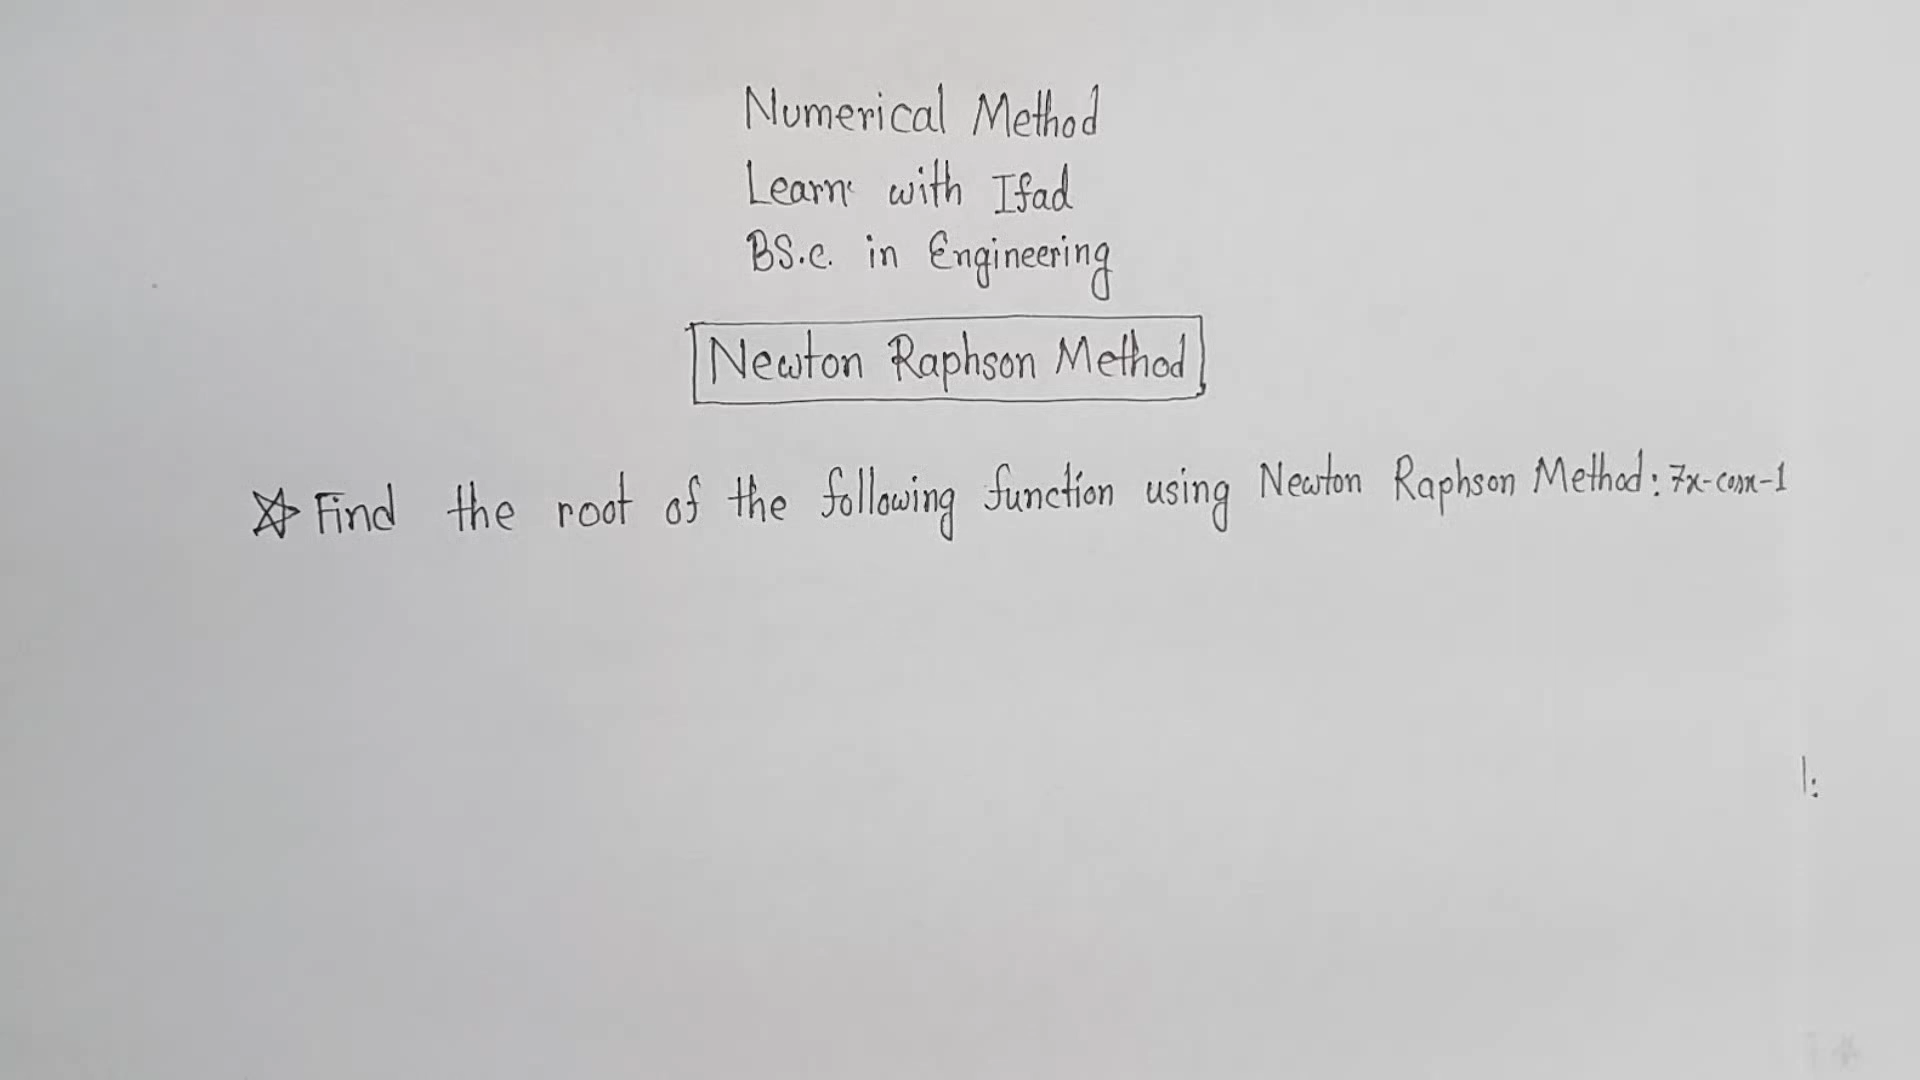 Numerical Method
Learn with Ifad
BS.c. in Engineering
Newton Raphson Method
Find the root of the following function using Newton Raphson Method: 7x-cosx-1